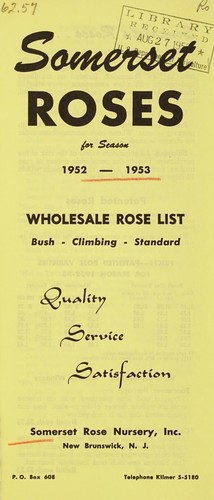 62.57
LIBRARY
RECEIVED
AUG 27
Somerset
ROSES
for Season
1952 — 1953
WHOLESALE ROSE LIST
Bush - Climbing - Standard
Quality
Service
Satisfaction
Somerset Rose Nursery, Inc.
New Brunswick, N. J.
P. O. Box 608 Telephone Kilmer 5-5180